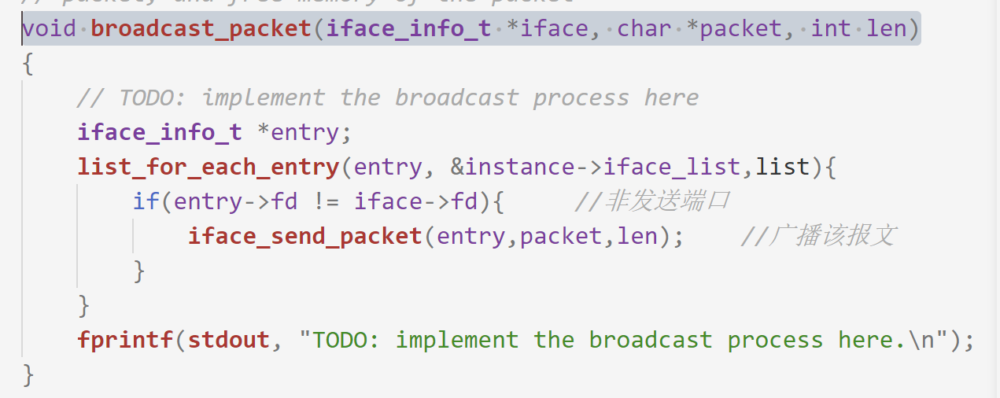 // packet, and free memory of the packet
void broadcast_packet(iface_info_t *iface, char *packet, int len)
{
    // TODO: implement the broadcast process here
    iface_info_t *entry;
    list_for_each_entry(entry, &instance->iface_list,list){
        if(entry->fd != iface->fd){     //非发送端口
            iface_send_packet(entry,packet,len);    //广播该报文
        }
    }
    fprintf(stdout, "TODO: implement the broadcast process here.\n");
}